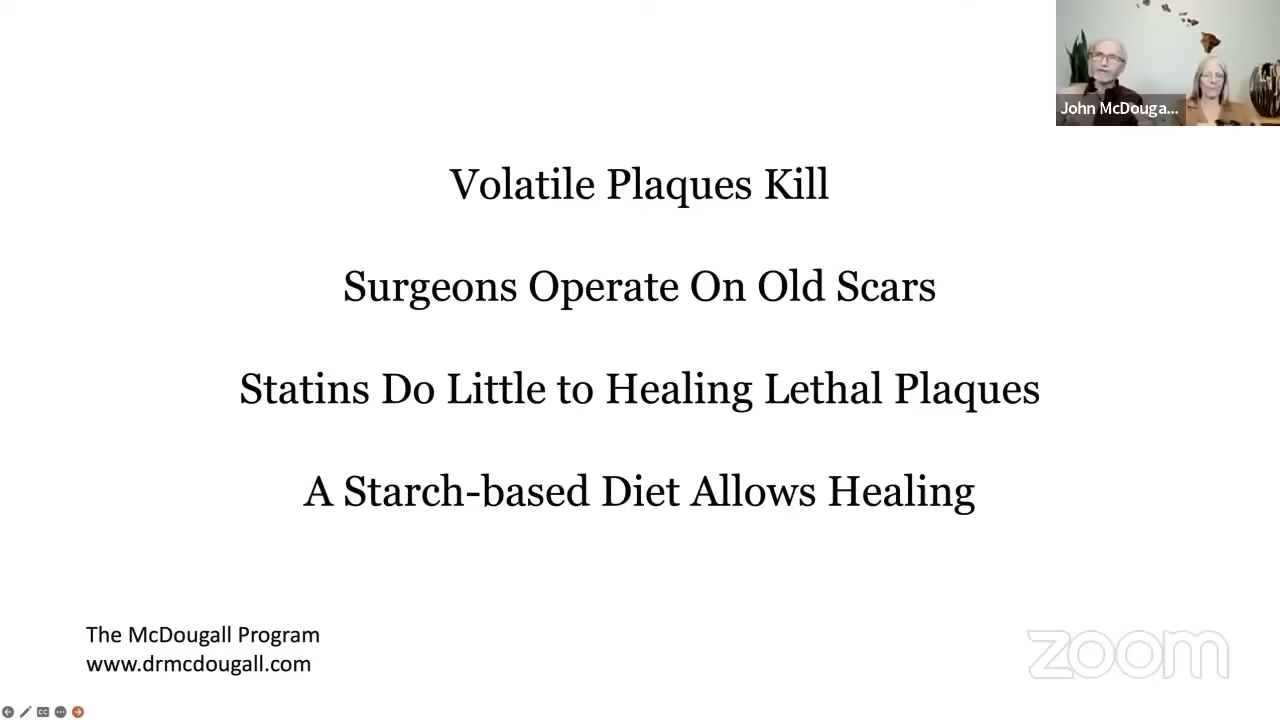 John McDouga...
Volatile Plaques Kill
Surgeons Operate On Old Scars
Statins Do Little to Healing Lethal Plaques
A Starch-based Diet Allows Healing
The McDougall Program
www.drmcdougall.com
zoom
CC